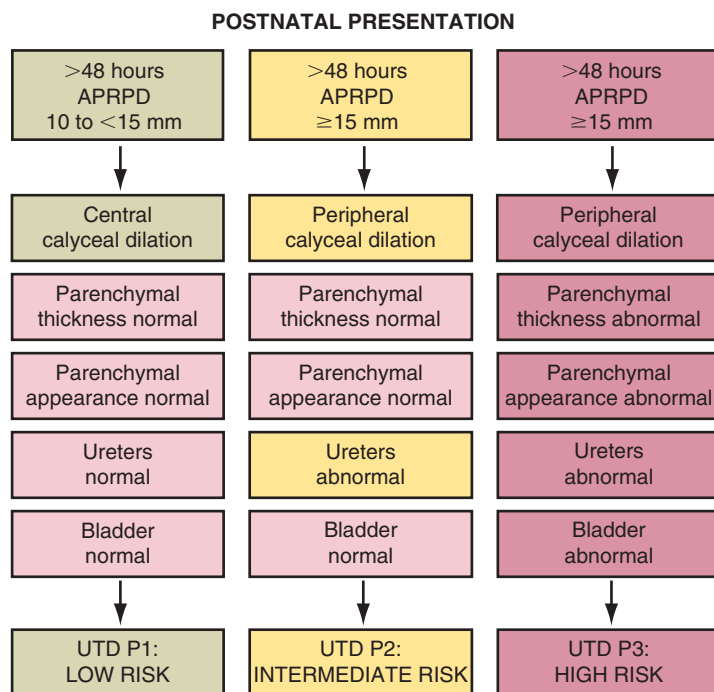 POSTNATAL PRESENTATION
>48 hours
APRPD
10 to <15 mm
>48 hours
APRPD
≥15 mm
>48 hours
APRPD
≥15 mm
Central
calyceal dilation
Peripheral
calyceal dilation
Peripheral
calyceal dilation
Parenchymal
thickness normal
Parenchymal
thickness normal
Parenchymal
thickness abnormal
Parenchymal
appearance normal
Parenchymal
appearance normal
Parenchymal
appearance abnormal
Ureters
normal
Ureters
abnormal
Ureters
abnormal
Bladder
normal
Bladder
normal
Bladder
abnormal
UTD P1:
LOW RISK
UTD P2:
INTERMEDIATE RISK
UTD P3:
HIGH RISK